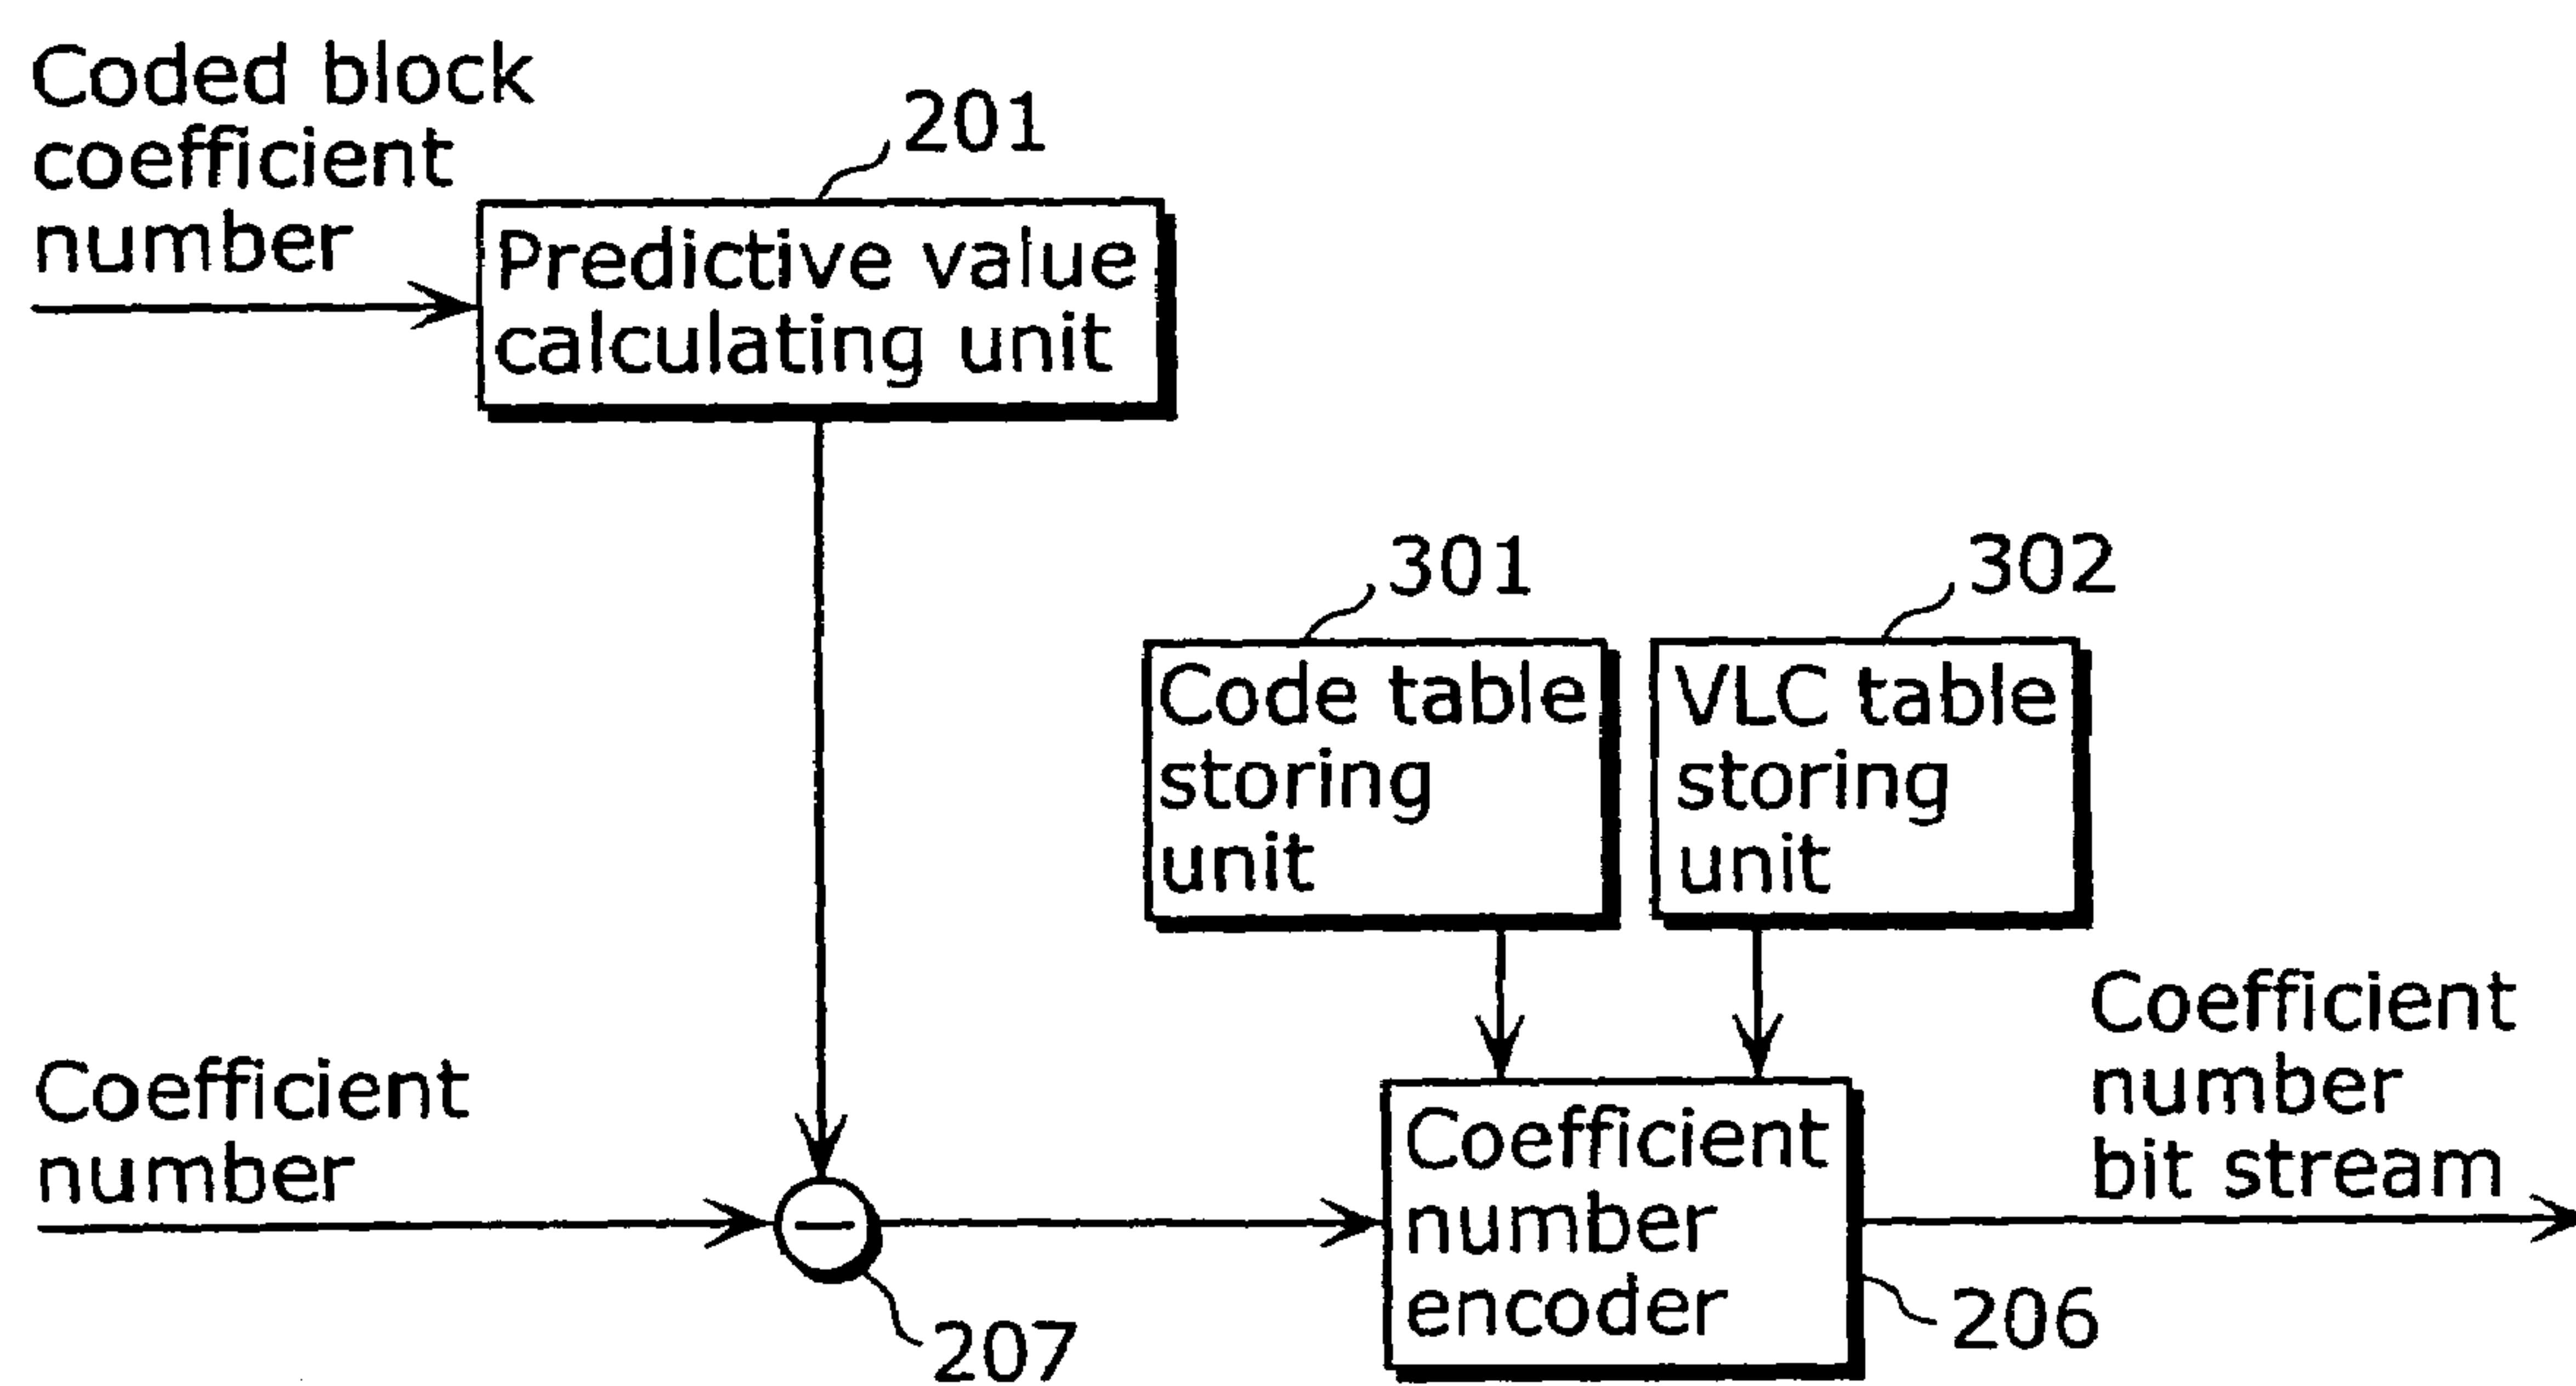 Coded block
coefficient
number
201
Predictive value
calculating unit
301
302
Code table
storing
unit
VLC table
storing
unit
Coefficient
number
Coefficient
number
encoder
Coefficient
number
bit stream
207
206